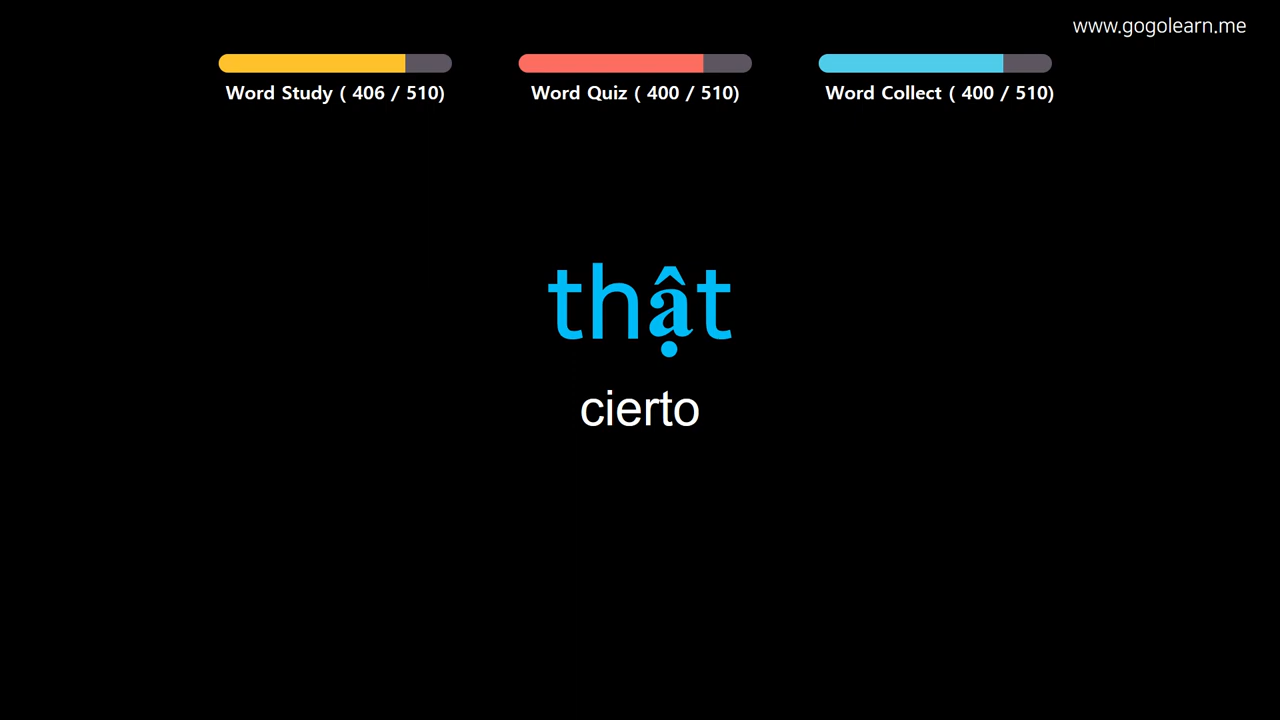 www.gogolearn.me
Word Study ( 406 / 510)
Word Quiz ( 400 / 510)
Word Collect ( 400 / 510)
thật
cierto